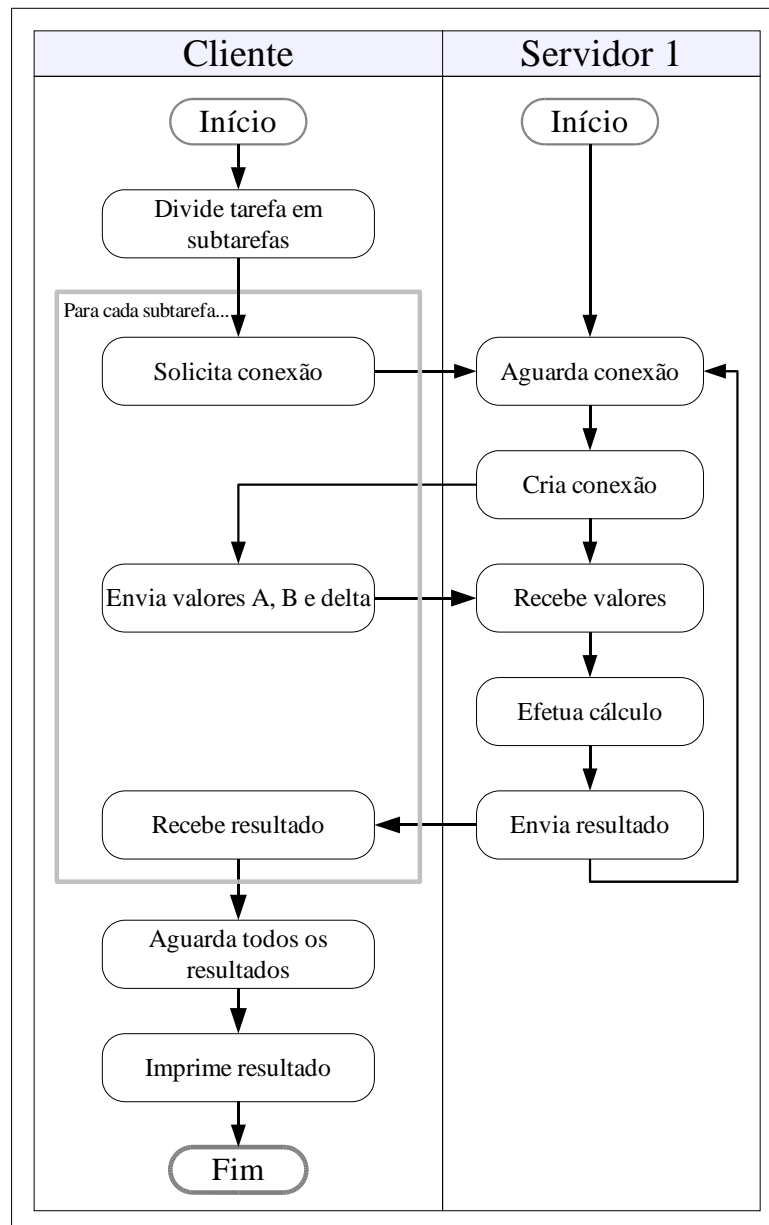 Cliente
Servidor 1
Início
Início
Divide tarefa em
subtarefas
Para cada subtarefa...
Solicita conexão
Aguarda conexão
Cria conexão
Envia valores A, B e delta
Recebe valores
Efetua cálculo
Recebe resultado
Envia resultado
Aguarda todos os
resultados
Imprime resultado
Fim